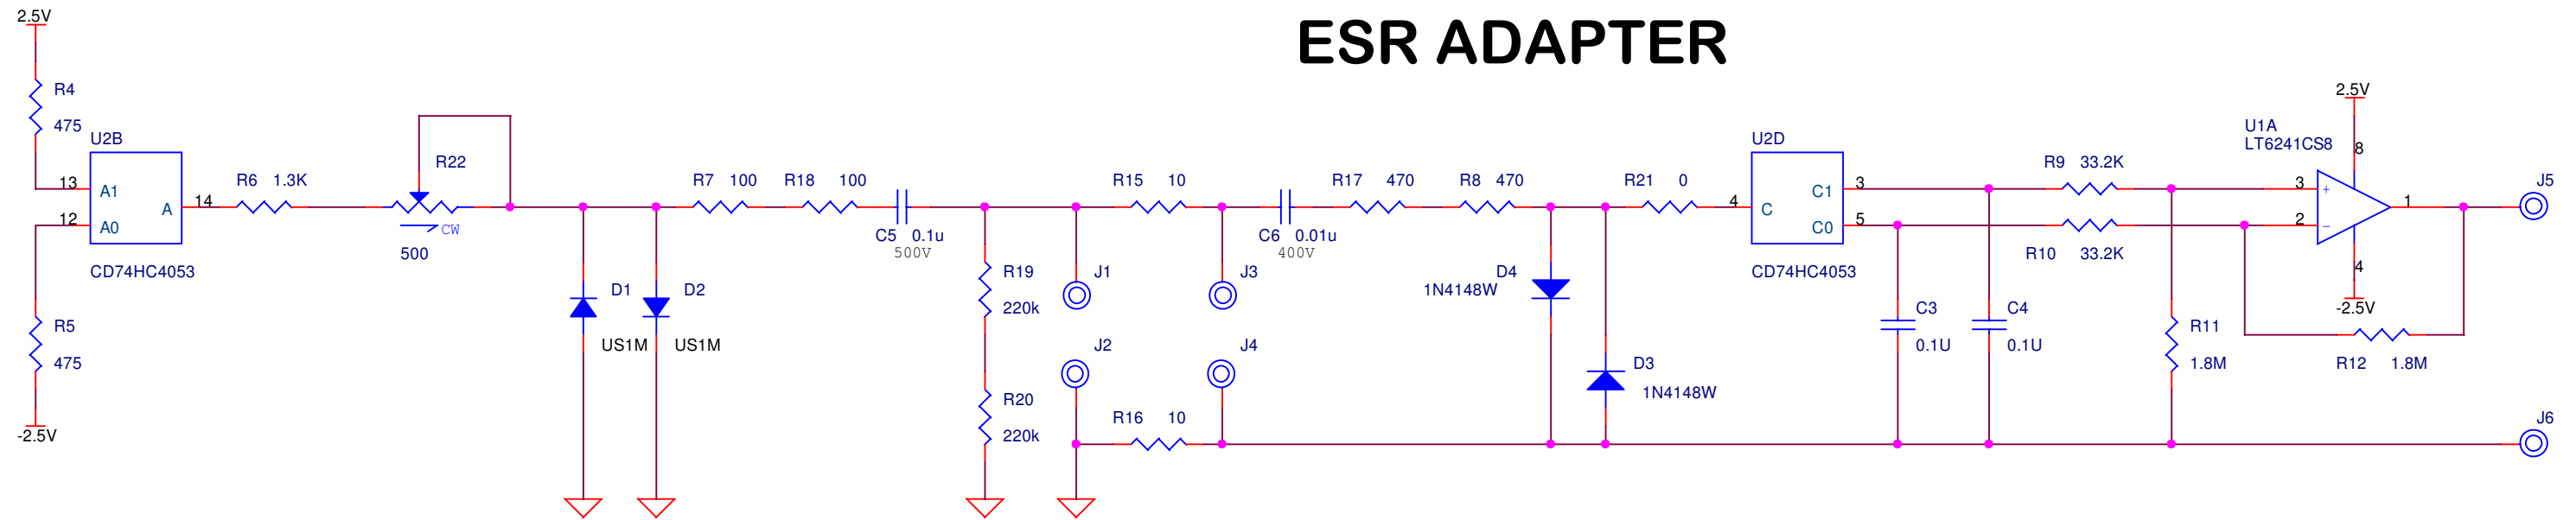 ESR ADAPTER
2.5V
R4
475
U2B
13
A1
12
A0
A
14
CD74HC4053
R5
475
-2.5V
R6 1.3K
R22
CW
500
D1
US1M
D2
US1M
R7 100
R18 100
C5 0.1u
500V
R19
220k
R20
220k
J1
J2
R15 10
R16 10
J3
J4
C6 0.01u
400V
R17 470
R8 470
D4
1N4148W
D3
1N4148W
R21 0
U2D
4
C
C1
3
C0
5
CD74HC4053
C3
0.1U
C4
0.1U
R9 33.2K
R10 33.2K
R11
1.8M
U1A
LT6241CS8
2.5V
8
3
+
2
-
1
4
-2.5V
R12 1.8M
J5
J6